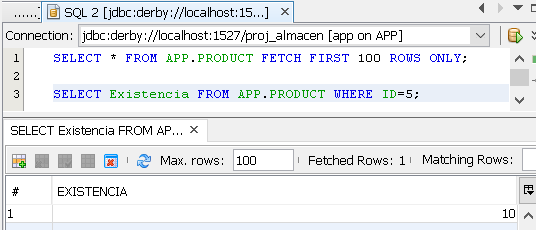 ......] SQL 2 [jdbc:derby://localhost:15...]
Connection: jdbc:derby://localhost:1527/proj_almacen [app on APP]
1 SELECT * FROM APP.PRODUCT FETCH FIRST 100 ROWS ONLY;
2
3 SELECT Existencia FROM APP.PRODUCT WHERE ID=5;
SELECT Existencia FROM AP...
Max. rows: 100 Fetched Rows: 1 Matching Rows:
# EXISTENCIA
1 10